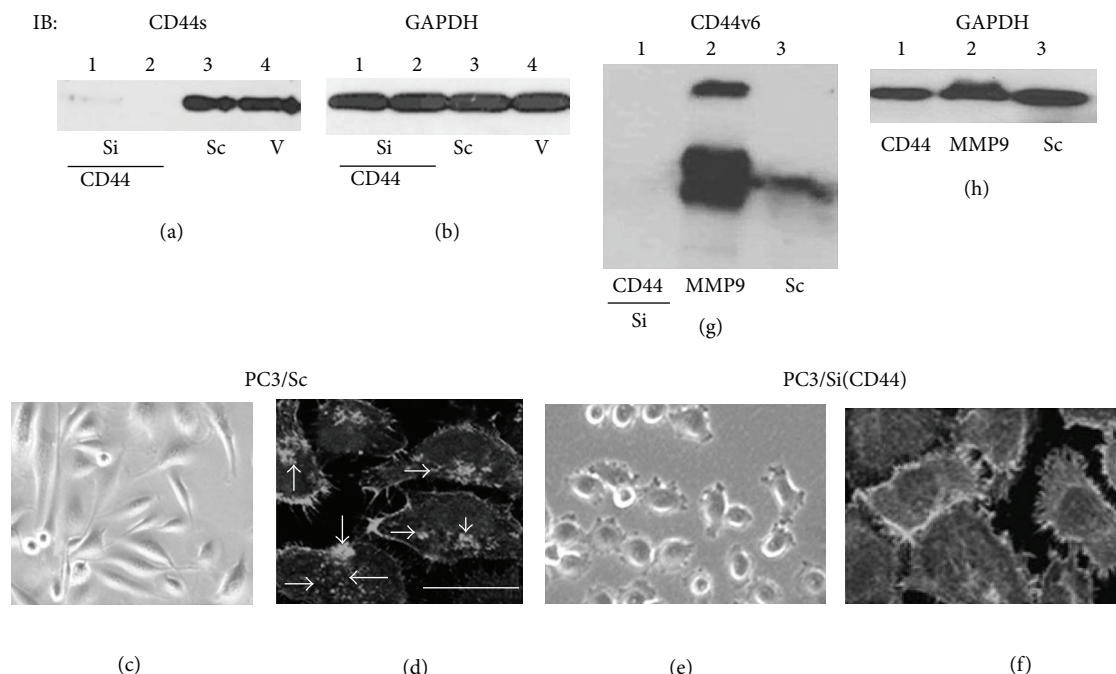 IB: CD44s GAPDH CD44v6 GAPDH
1 2 3 4 1 2 3 4 1 2 3 1 2 3
Si Sc V Si Sc V CD44 MMP9 Sc
CD44 CD44
(a) (b) (h)
CD44 MMP9 Sc
Si
(g)
PC3/Sc PC3/Si(CD44)
(c) (d) (e) (f)